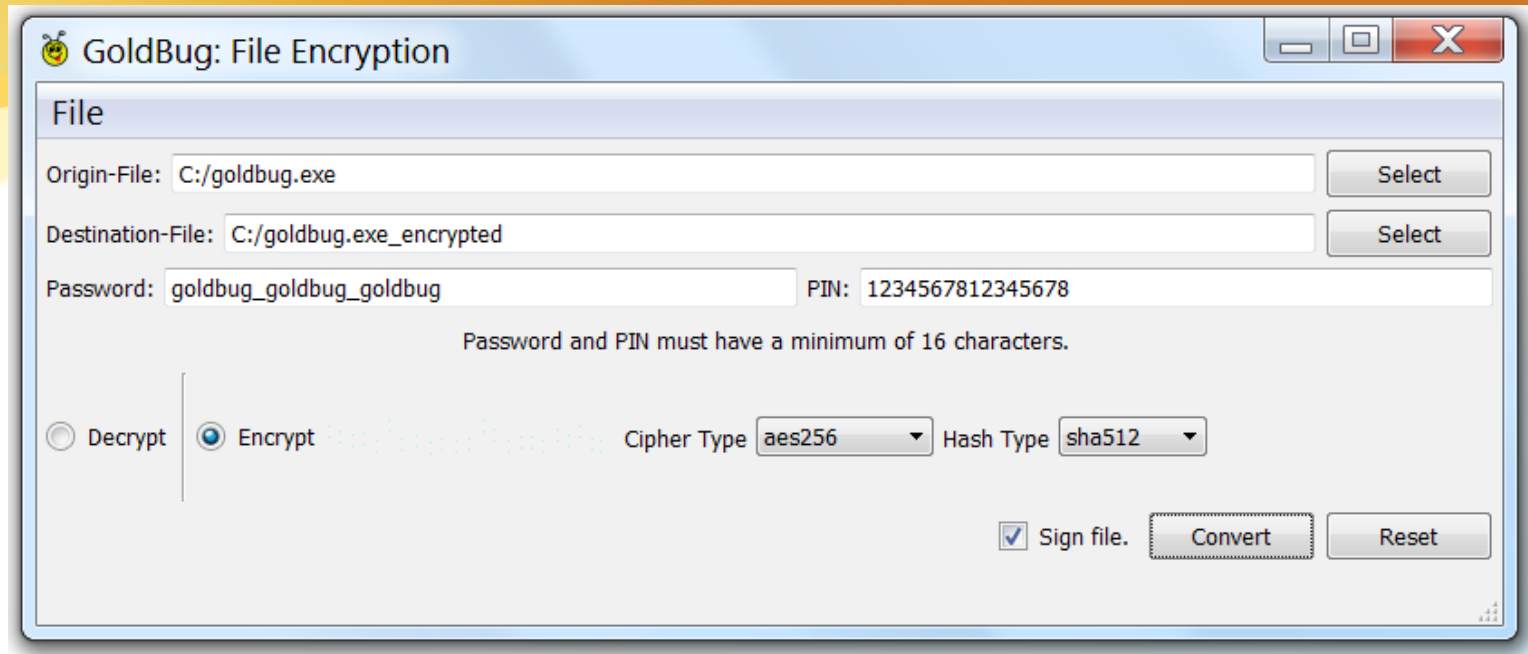 GoldBug: File Encryption
File
Origin-File: C:/goldbug.exe Select
Destination-File: C:/goldbug.exe_encrypted Select
Password: goldbug_goldbug_goldbug PIN: 1234567812345678
Password and PIN must have a minimum of 16 characters.
Decrypt Encrypt Cipher Type aes256 Hash Type sha512
Sign file. Convert Reset